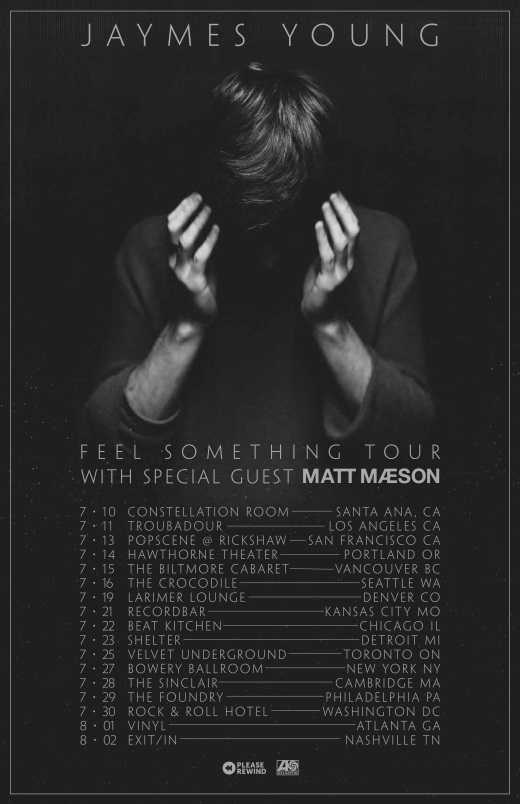 JAYMES YOUNG
FEEL SOMETHING TOUR
WITH SPECIAL GUEST MATT MÆSON
7 · 10 CONSTELLATION ROOM SANTA ANA, CA
7 · 11 TROUBADOUR LOS ANGELES CA
7 · 13 POPSCENE @ RICKSHAW SAN FRANCISCO CA
7 · 14 HAWTHORNE THEATER PORTLAND OR
7 · 15 THE BILTMORE CABARET VANCOUVER BC
7 · 16 THE CROCODILE SEATTLE WA
7 · 19 LARIMER LOUNGE DENVER CO
7 · 21 RECORDBAR KANSAS CITY MO
7 · 22 BEAT KITCHEN CHICAGO IL
7 · 23 SHELTER DETROIT MI
7 · 25 VELVET UNDERGROUND TORONTO ON
7 · 27 BOWERY BALLROOM NEW YORK NY
7 · 28 THE SINCLAIR CAMBRIDGE MA
7 · 29 THE FOUNDRY PHILADELPHIA PA
7 · 30 ROCK & ROLL HOTEL WASHINGTON DC
8 · 01 VINYL ATLANTA GA
8 · 02 EXIT/IN NASHVILLE TN
PLEASE
REWIND
ATLANTIC